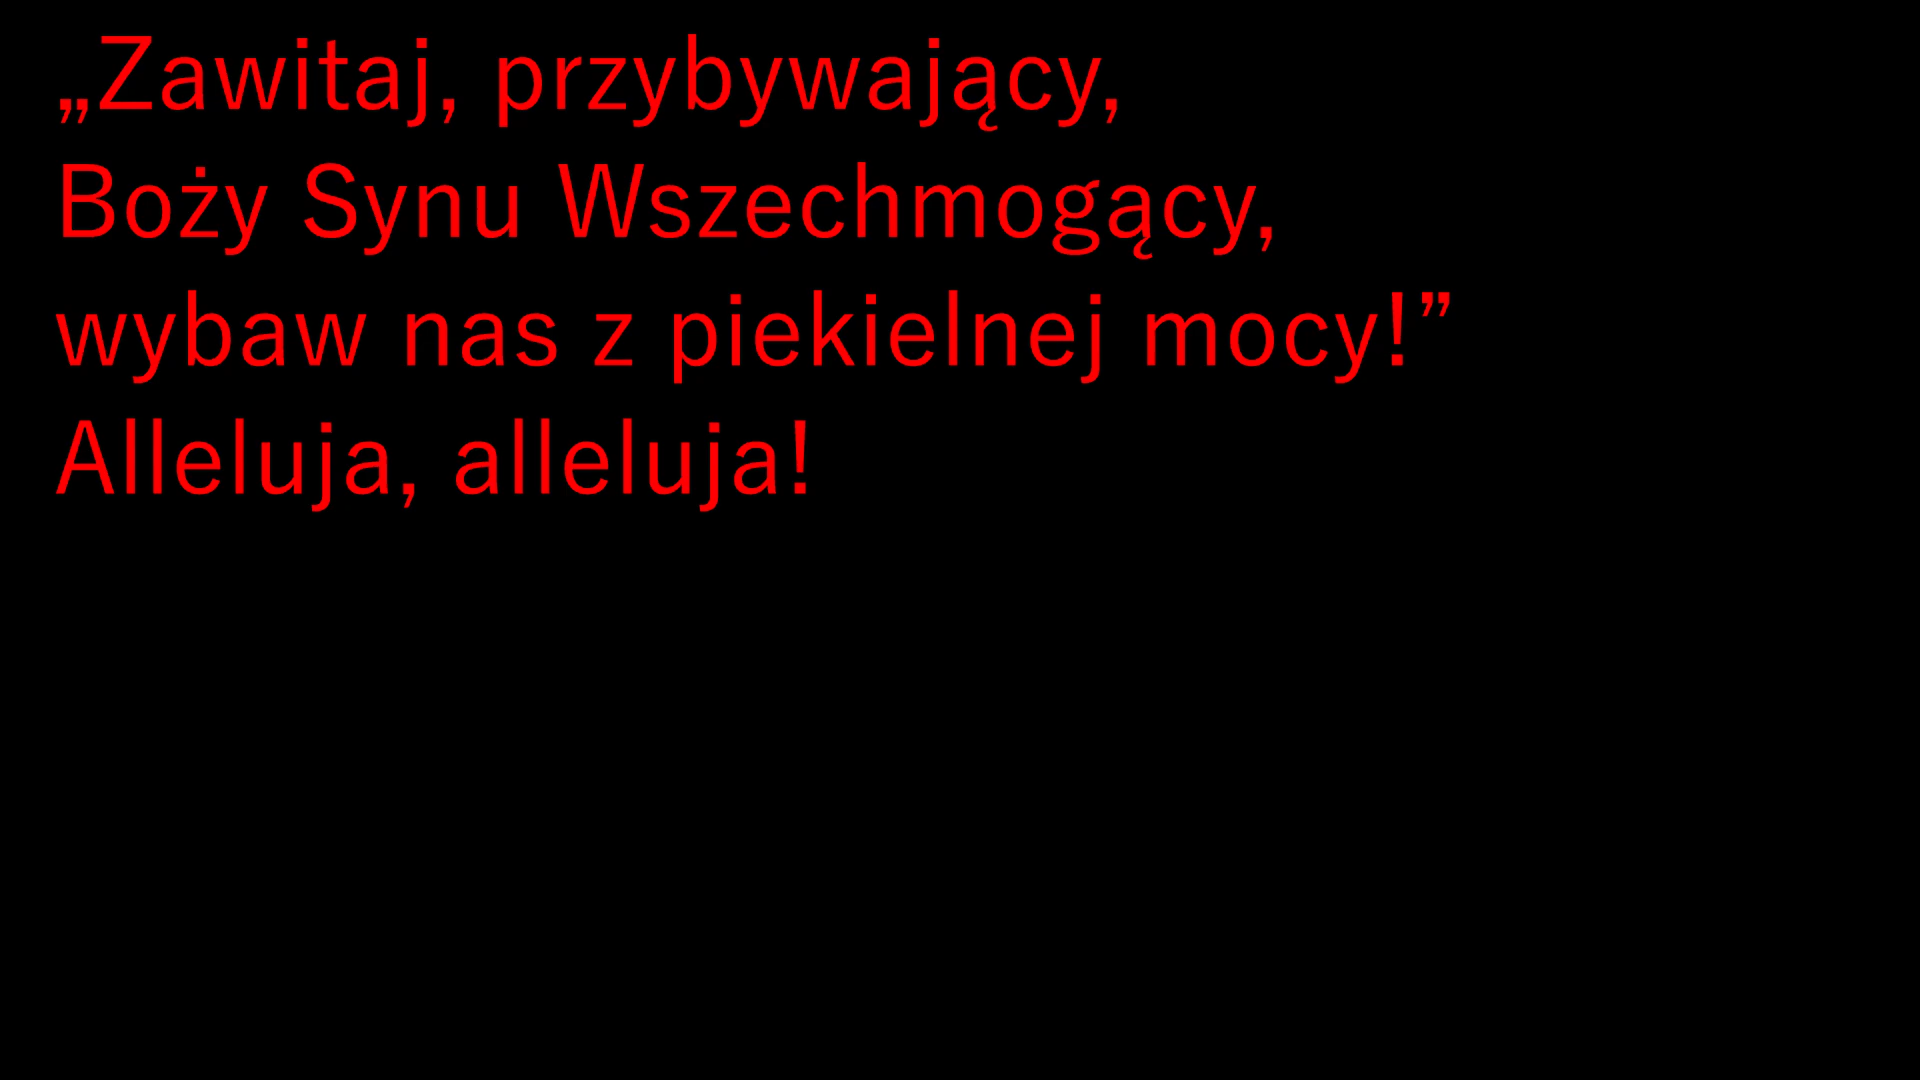 „Zawitaj, przybywający,
Boży Synu Wszechmogący,
wybaw nas z piekielnej mocy!”
Alleluja, alleluja!